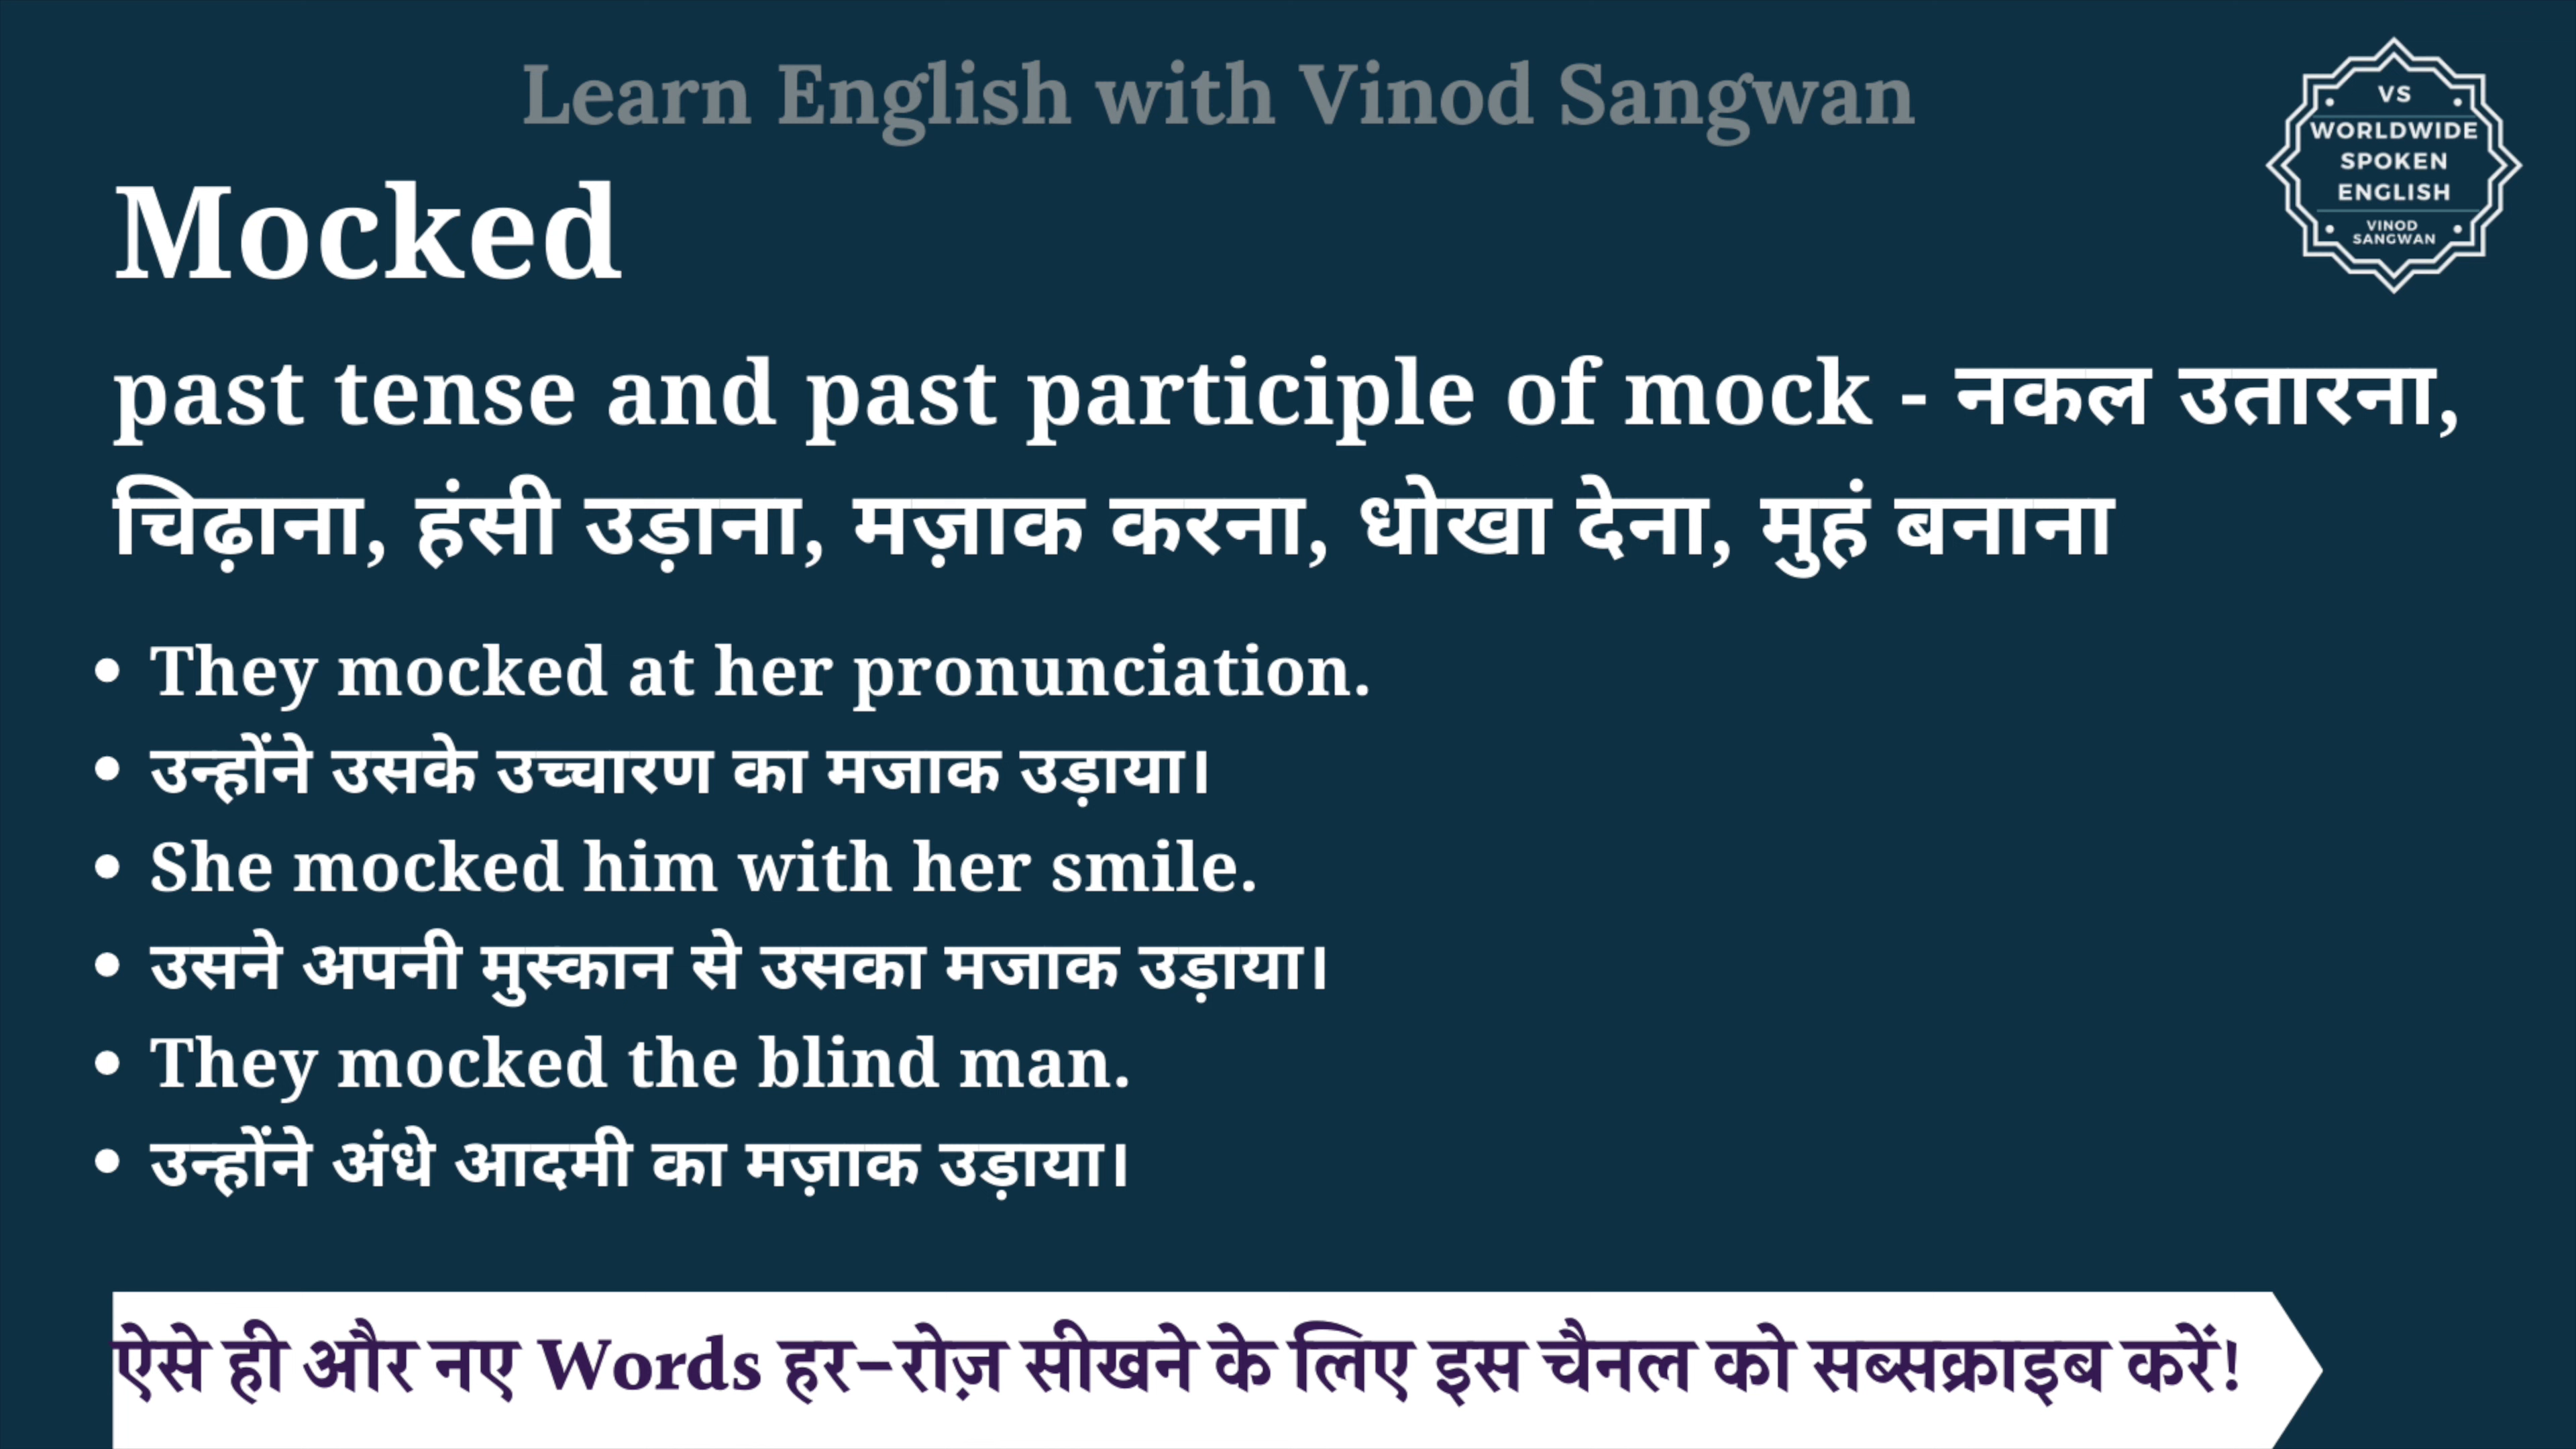 Learn English with Vinod Sangwan
VS
WORLDWIDE
SPOKEN
ENGLISH
VINOD
SANGWAN
Mocked
past tense and past participle of mock - नकल उतारना,
चिढ़ाना, हंसी उड़ाना, मज़ाक करना, धोखा देना, मुहं बनाना
• They mocked at her pronunciation.
• उन्होंने उसके उच्चारण का मजाक उड़ाया।
• She mocked him with her smile.
• उसने अपनी मुस्कान से उसका मजाक उड़ाया।
• They mocked the blind man.
• उन्होंने अंधे आदमी का मज़ाक उड़ाया।
ऐसे ही और नए Words हर-रोज़ सीखने के लिए इस चैनल को सब्सक्राइब करें!